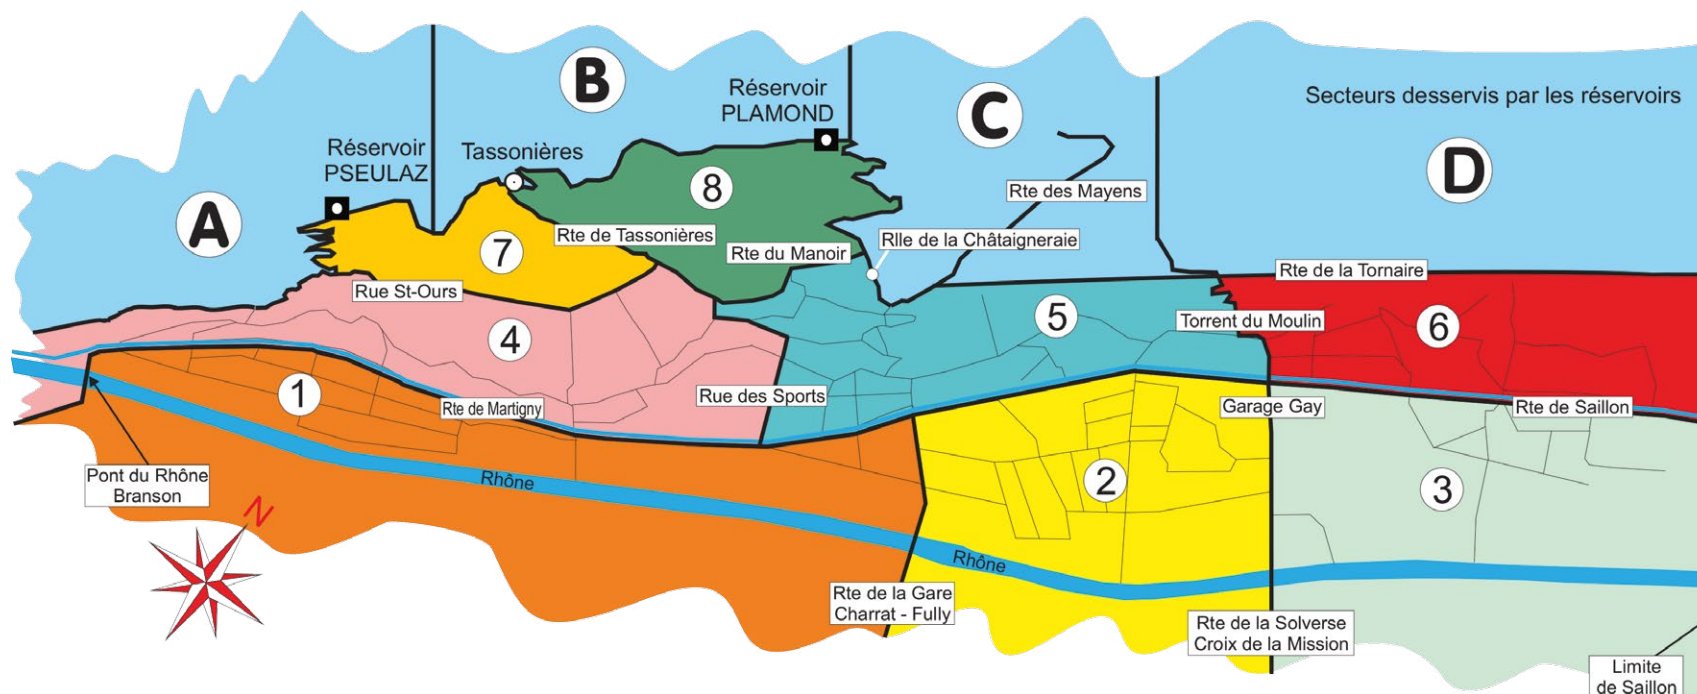 B
Réservoir
PLAMOND
C
Secteurs desservis par les réservoirs
Réservoir
PSEULAZ
Tassonières
D
8
Rte des Mayens
A
7
Rte de Tassonières
Rte du Manoir
Rlle de la Châtaigneraie
Rte de la Tornaire
Rue St-Ours
4
5
Torrent du Moulin
6
1
Rte de Martigny
Rue des Sports
Garage Gay
Rte de Saillon
Pont du Rhône
Branson
Rhône
2
3
N
Rhône
Rte de la Gare
Charrat - Fully
Rte de la Solverse
Croix de la Mission
Limite
de Saillon